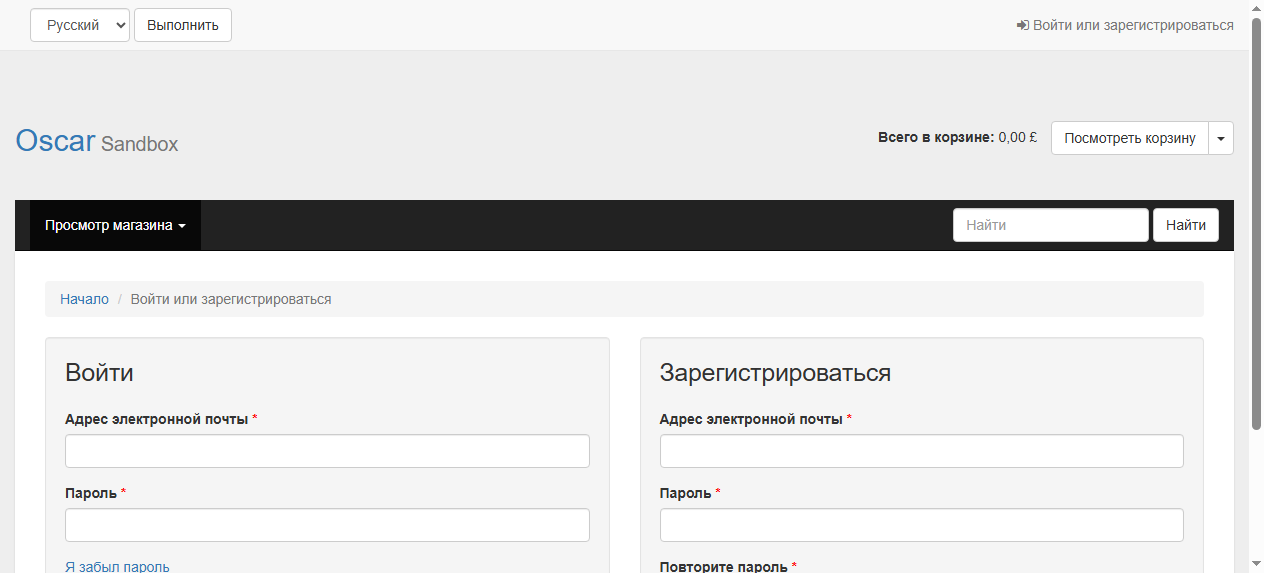 Русский Выполнить Войти или зарегистрироваться
Oscar Sandbox Всего в корзине: 0,00 £ Посмотреть корзину
Просмотр магазина Найти Найти
Начало / Войти или зарегистрироваться
Войти
Адрес электронной почты *
Пароль *
Я забыл пароль
Зарегистрироваться
Адрес электронной почты *
Пароль *
Повторите пароль *